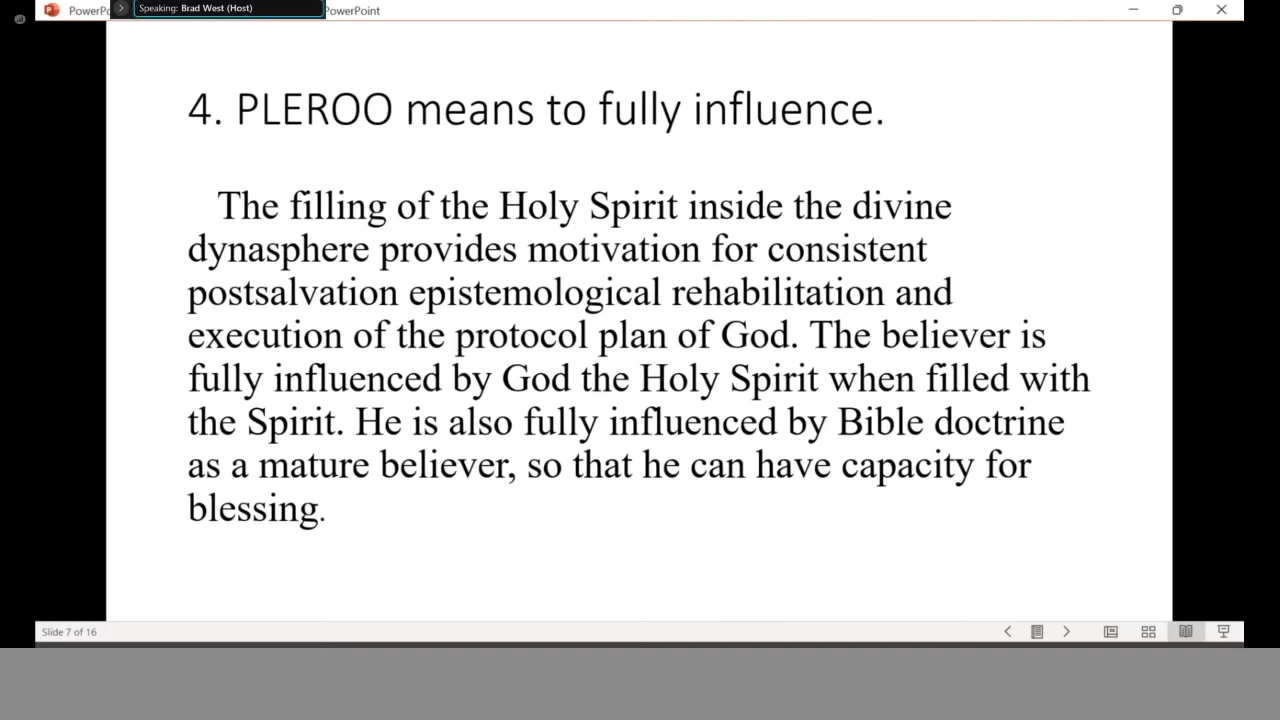 Speaking: Brad West (Host)
PowerPoint
4. PLEROO means to fully influence.
The filling of the Holy Spirit inside the divine
dynasphere provides motivation for consistent
postsalvation epistemological rehabilitation and
execution of the protocol plan of God. The believer is
fully influenced by God the Holy Spirit when filled with
the Spirit. He is also fully influenced by Bible doctrine
as a mature believer, so that he can have capacity for
blessing.
Slide 7 of 16